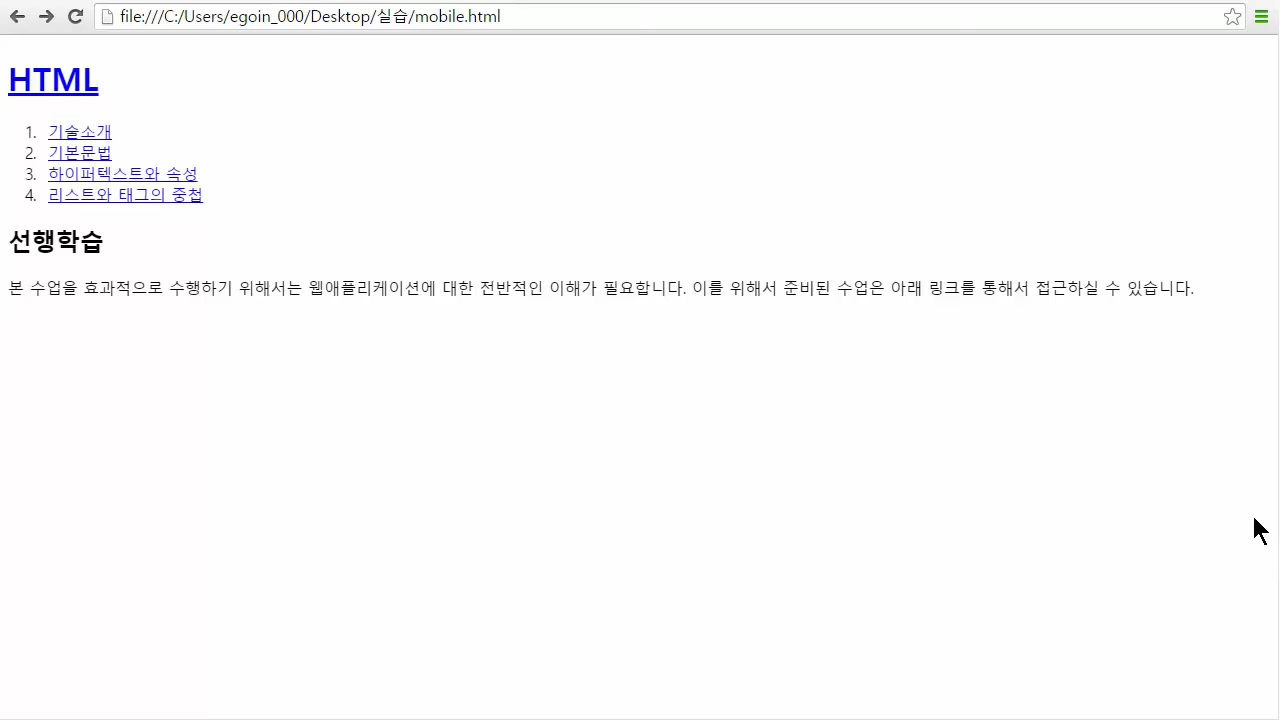 file:///C:/Users/egoin_000/Desktop/실습/mobile.html
HTML
1. 기술소개
2. 기본문법
3. 하이퍼텍스트와 속성
4. 리스트와 태그의 중첩
선행학습
본 수업을 효과적으로 수행하기 위해서는 웹애플리케이션에 대한 전반적인 이해가 필요합니다. 이를 위해서 준비된 수업은 아래 링크를 통해서 접근하실 수 있습니다.